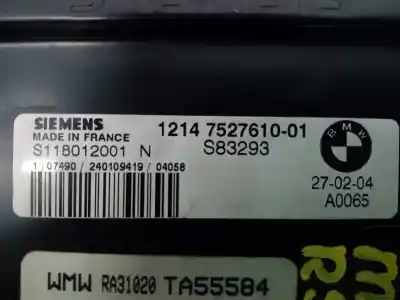 SIEMENS
MADE IN FRANCE
S118012001 N
1/07490/240109419/04058
1214 7527610-01
S83293
BMW
27-02-04
A0065
WMW RA31020 TA55584